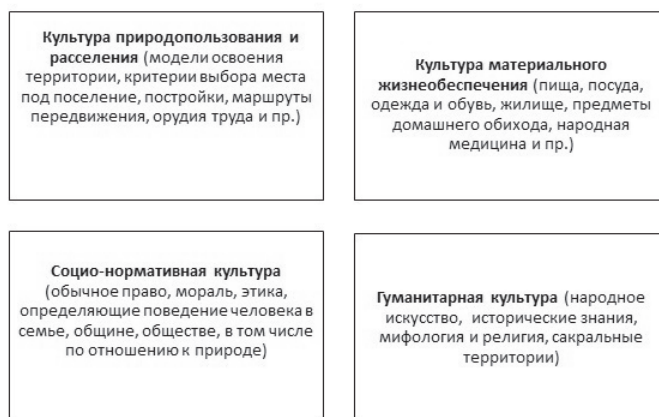 Культура природопользования и
расселения (модели освоения
территории, критерии выбора места
под поселение, постройки, маршруты
передвижения, орудия труда и пр.)
Культура материального
жизнеобеспечения (пища, посуда,
одежда и обувь, жилище, предметы
домашнего обихода, народная
медицина и пр.)
Социо-нормативная культура
(обычное право, мораль, этика,
определяющие поведение человека в
семье, общине, обществе, в том числе
по отношению к природе)
Гуманитарная культура (народное
искусство, исторические знания,
мифология и религия, сакральные
территории)